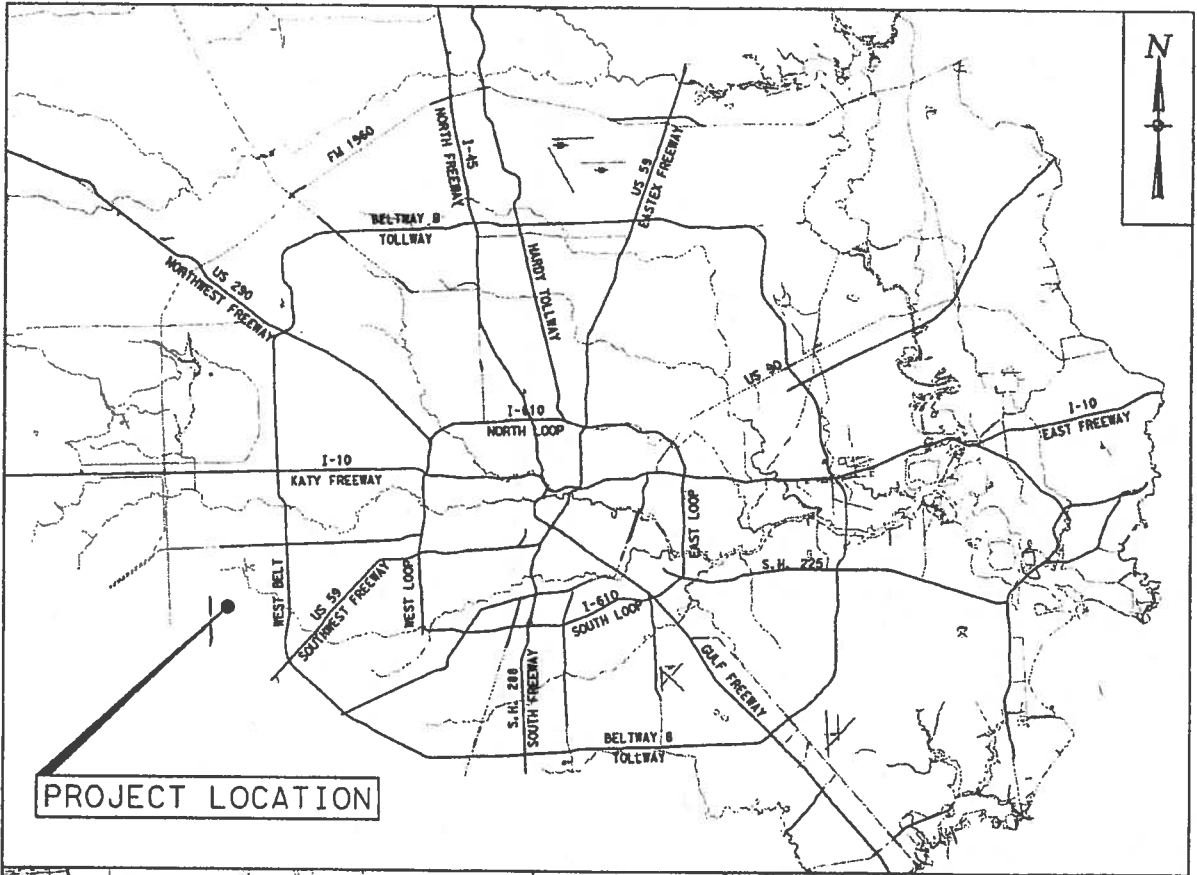 N
FM 1960
I-45
NORTH FREEWAY
US 59
EASTEX FREEWAY
BELTWAY 8
TOLLWAY
HARDY TOLLWAY
US 290
NORTHWEST FREEWAY
US 90
I-610
NORTH LOOP
I-10
EAST FREEWAY
I-10
KATY FREEWAY
EAST LOOP
WEST BELT
US 59
SOUTHWEST FREEWAY
WEST LOOP
S.H. 225
I-610
SOUTH LOOP
S.H. 288
SOUTH FREEWAY
GULF FREEWAY
BELTWAY 8
TOLLWAY
PROJECT LOCATION